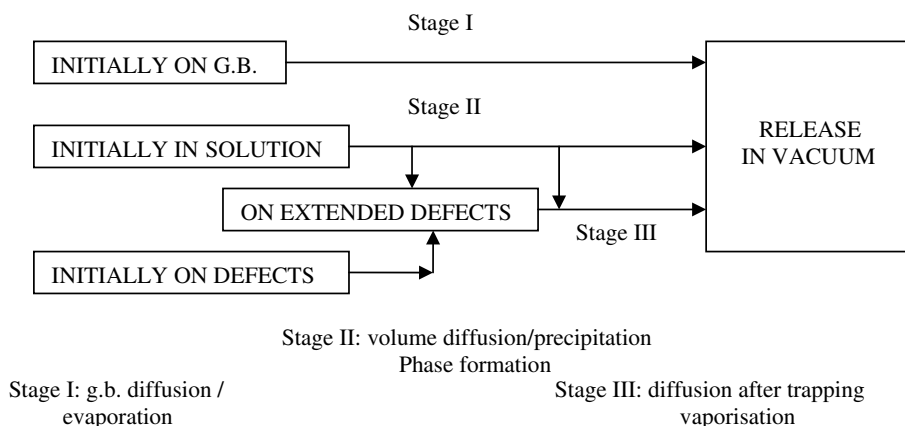 Stage I
INITIALLY ON G.B.
Stage II
INITIALLY IN SOLUTION
RELEASE
IN VACUUM
ON EXTENDED DEFECTS
Stage III
INITIALLY ON DEFECTS
Stage II: volume diffusion/precipitation
Phase formation
Stage I: g.b. diffusion /
evaporation
Stage III: diffusion after trapping
vaporisation